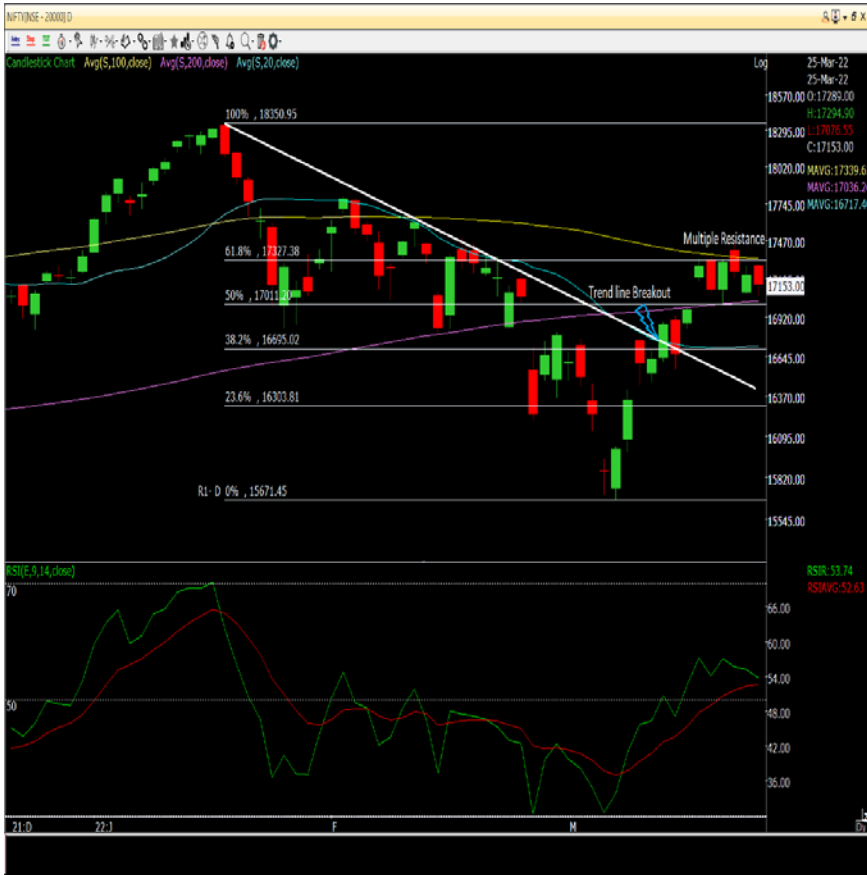 NIFTY[NSE - 20000].D
Candlestick Chart Avg(S,100,close) Avg(S,200,close) Avg(S,20,close)
Log
25-Mar-22
25-Mar-22
O:17289.00
H:17294.90
L:17076.55
C:17153.00
MAVG:17339.6
MAVG:17036.2
MAVG:16717.4
18570.00
18295.00
18020.00
17745.00
17470.00
17153.00
16920.00
16645.00
16370.00
16095.00
15820.00
15545.00
100% , 18350.95
Multiple Resistance
61.8% , 17327.38
Trend line Breakout
50% , 17011.20
38.2% , 16695.02
23.6% , 16303.81
R1- D 0% , 15671.45
RSI(E,9,14,close)
RSIR:53.74
RSIAVG:52.63
70
50
66.00
60.00
54.00
48.00
42.00
36.00
21:D 22:J F M